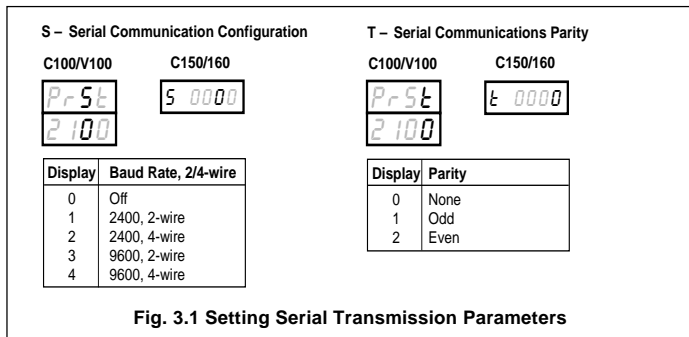 S – Serial Communication Configuration
C100/V100
C150/160
PrSt
2100
S 0000
Display Baud Rate, 2/4-wire
0 Off
1 2400, 2-wire
2 2400, 4-wire
3 9600, 2-wire
4 9600, 4-wire
T – Serial Communications Parity
C100/V100
C150/160
PrSt
2100
t 0000
Display Parity
0 None
1 Odd
2 Even
Fig. 3.1 Setting Serial Transmission Parameters